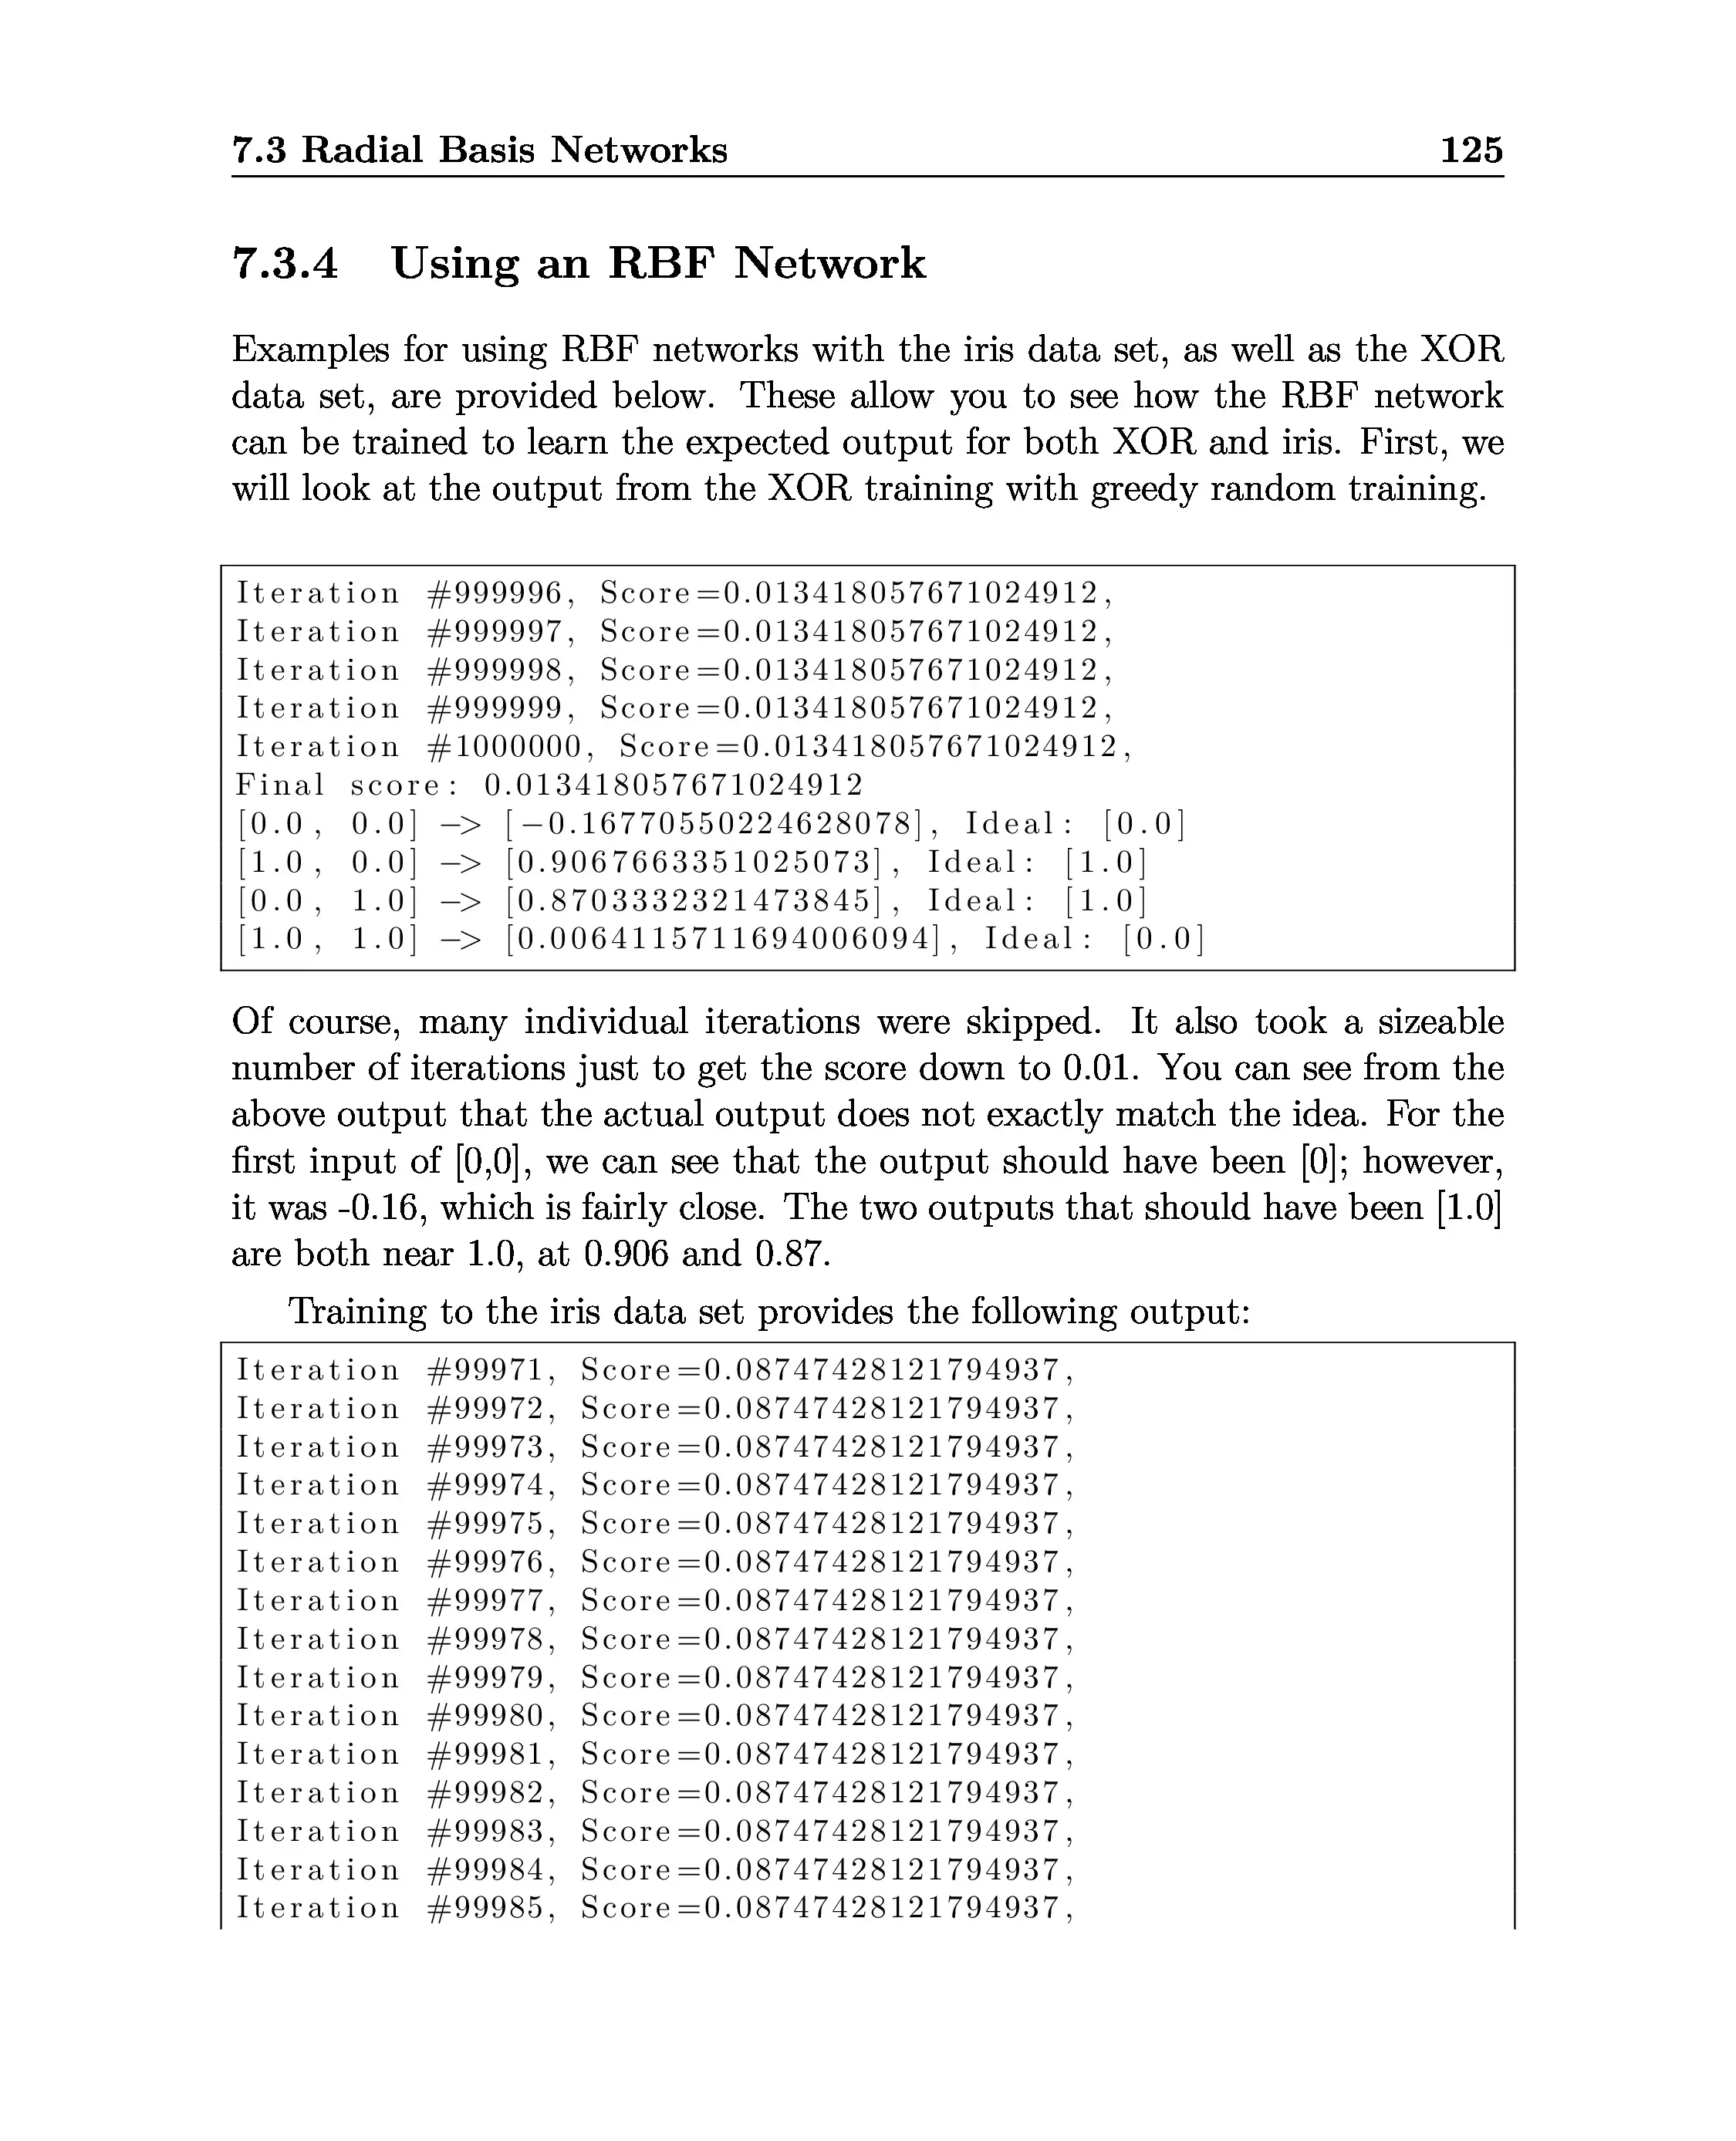 7.3 Radial Basis Networks 125
7.3.4 Using an RBF Network
Examples for using RBF networks with the iris data set, as well as the XOR
data set, are provided below. These allow you to see how the RBF network
can be trained to learn the expected output for both XOR and iris. First, we
will look at the output from the XOR training with greedy random training.
Iteration #999996, Score=0.013418057671024912,
Iteration #999997, Score=0.013418057671024912,
Iteration #999998, Score=0.013418057671024912,
Iteration #999999, Score=0.013418057671024912,
Iteration #1000000, Score=0.013418057671024912,
Final score: 0.013418057671024912
[0.0, 0.0] -> [-0.16770550224628078], Ideal: [0.0]
[1.0, 0.0] -> [0.9067663351025073], Ideal: [1.0]
[0.0, 1.0] -> [0.8703332321473845], Ideal: [1.0]
[1.0, 1.0] -> [0.0064115711694006094], Ideal: [0.0]
Of course, many individual iterations were skipped. It also took a sizeable
number of iterations just to get the score down to 0.01. You can see from the
above output that the actual output does not exactly match the idea. For the
first input of [0,0], we can see that the output should have been [0]; however,
it was -0.16, which is fairly close. The two outputs that should have been [1.0]
are both near 1.0, at 0.906 and 0.87.
Training to the iris data set provides the following output:
Iteration #99971, Score=0.08747428121794937,
Iteration #99972, Score=0.08747428121794937,
Iteration #99973, Score=0.08747428121794937,
Iteration #99974, Score=0.08747428121794937,
Iteration #99975, Score=0.08747428121794937,
Iteration #99976, Score=0.08747428121794937,
Iteration #99977, Score=0.08747428121794937,
Iteration #99978, Score=0.08747428121794937,
Iteration #99979, Score=0.08747428121794937,
Iteration #99980, Score=0.08747428121794937,
Iteration #99981, Score=0.08747428121794937,
Iteration #99982, Score=0.08747428121794937,
Iteration #99983, Score=0.08747428121794937,
Iteration #99984, Score=0.08747428121794937,
Iteration #99985, Score=0.08747428121794937,